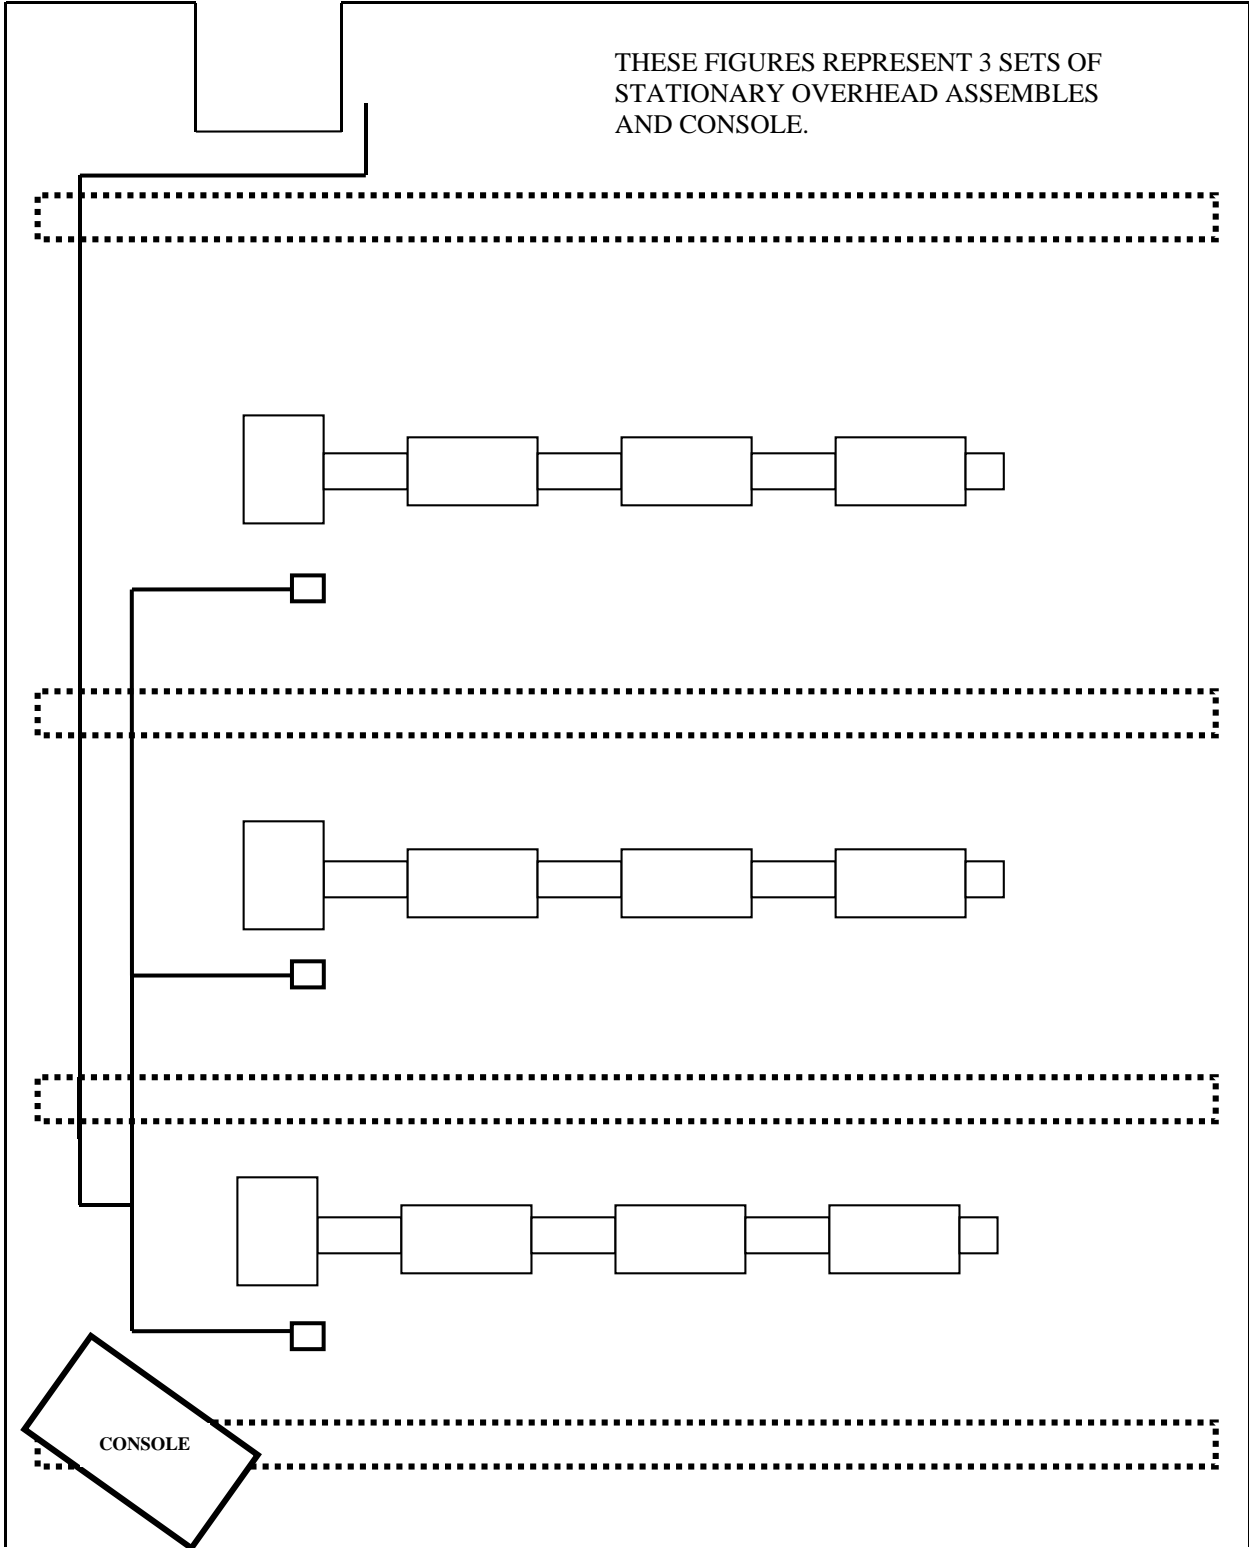 THESE FIGURES REPRESENT 3 SETS OF
STATIONARY OVERHEAD ASSEMBLES
AND CONSOLE.
CONSOLE